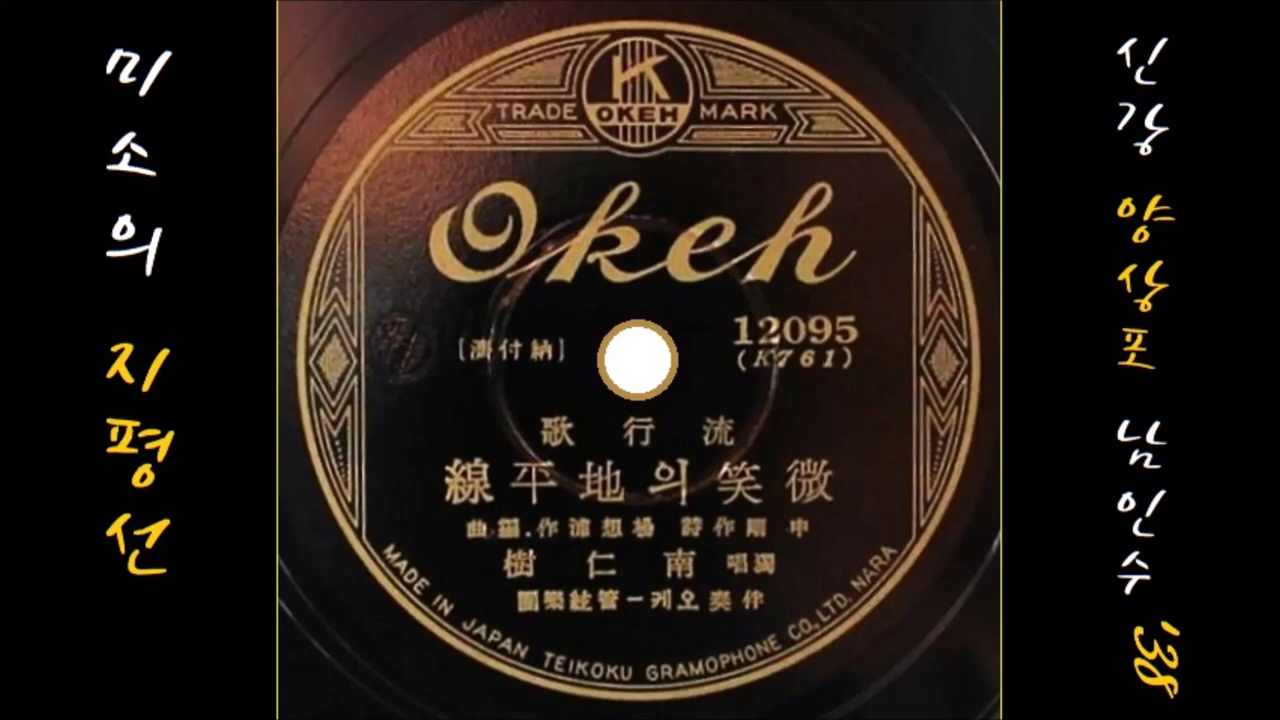 미소의 지평선
TRADE MARK
K
OKEH
Okeh
[納付濟]
12095
(K761)
流行歌
微笑의地平線
申剛作詩 楊想浦作.編曲
獨唱 南仁樹
伴奏 오케ー管絃樂團
MADE IN JAPAN TEIKOKU GRAMOPHONE CO., LTD. NARA
신강 양상포 남인수 '38